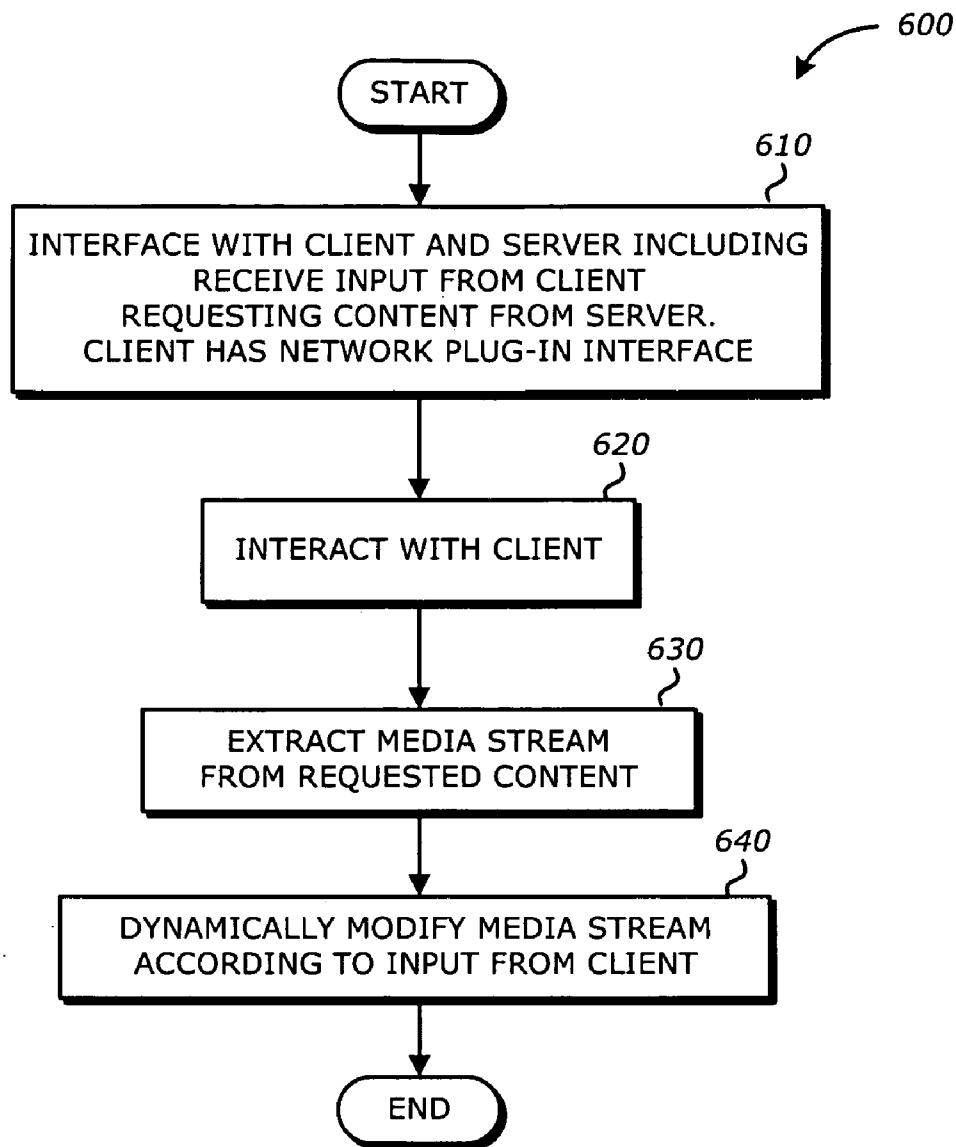 600
START
610
INTERFACE WITH CLIENT AND SERVER INCLUDING
RECEIVE INPUT FROM CLIENT
REQUESTING CONTENT FROM SERVER.
CLIENT HAS NETWORK PLUG-IN INTERFACE
620
INTERACT WITH CLIENT
630
EXTRACT MEDIA STREAM
FROM REQUESTED CONTENT
640
DYNAMICALLY MODIFY MEDIA STREAM
ACCORDING TO INPUT FROM CLIENT
END